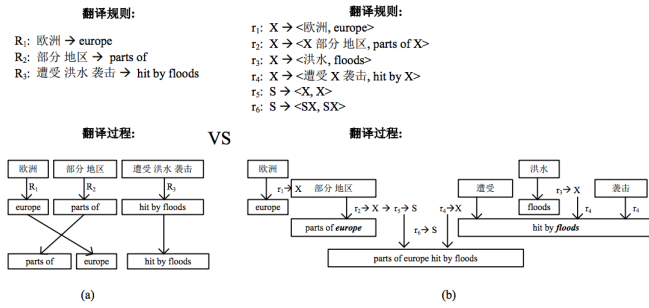 翻译规则:
R₁: 欧洲 → europe
R₂: 部分 地区 → parts of
R₃: 遭受 洪水 袭击 → hit by floods
翻译过程:
欧洲 部分 地区 遭受 洪水 袭击
R₁ R₂ R₃
europe parts of hit by floods
parts of europe hit by floods
(a)
VS
翻译规则:
r₁: X → <欧洲, europe>
r₂: X → <X 部分 地区, parts of X>
r₃: X → <洪水, floods>
r₄: X → <遭受 X 袭击, hit by X>
r₅: S → <X, X>
r₆: S → <SX, SX>
翻译过程:
欧洲 洪水
r₁→ X 部分 地区 遭受 r₃→ X 袭击
europe r₂→ X → r₅→ S r₄→X floods r₄ r₄
parts of europe r₆→ S hit by floods
parts of europe hit by floods
(b)